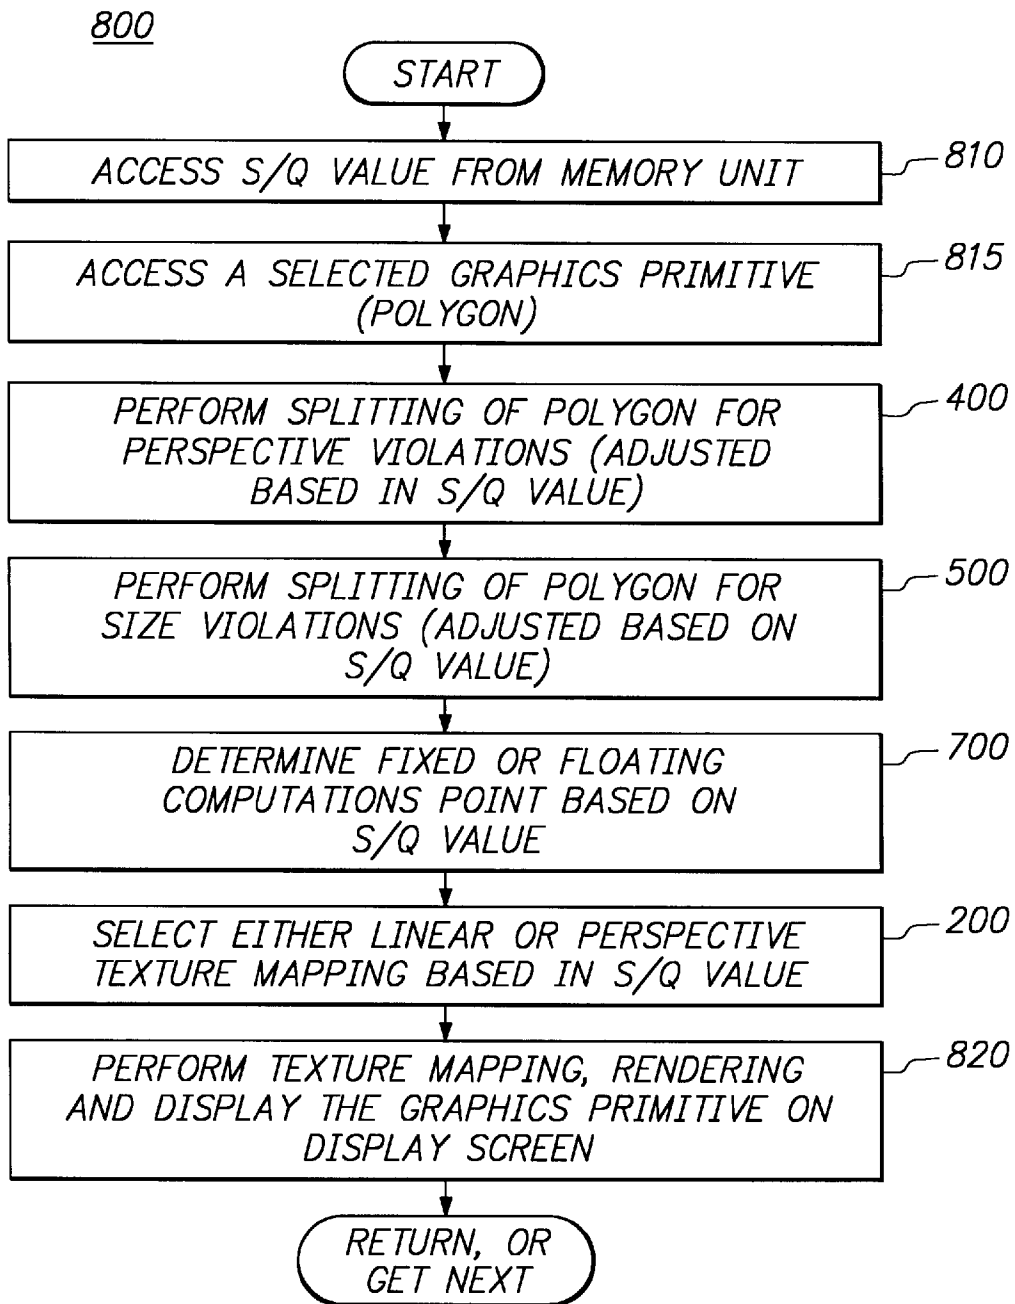 800
START
ACCESS S/Q VALUE FROM MEMORY UNIT
810
ACCESS A SELECTED GRAPHICS PRIMITIVE
(POLYGON)
815
PERFORM SPLITTING OF POLYGON FOR
PERSPECTIVE VIOLATIONS (ADJUSTED
BASED IN S/Q VALUE)
400
PERFORM SPLITTING OF POLYGON FOR
SIZE VIOLATIONS (ADJUSTED BASED ON
S/Q VALUE)
500
DETERMINE FIXED OR FLOATING
COMPUTATIONS POINT BASED ON
S/Q VALUE
700
SELECT EITHER LINEAR OR PERSPECTIVE
TEXTURE MAPPING BASED IN S/Q VALUE
200
PERFORM TEXTURE MAPPING, RENDERING
AND DISPLAY THE GRAPHICS PRIMITIVE ON
DISPLAY SCREEN
820
RETURN, OR
GET NEXT